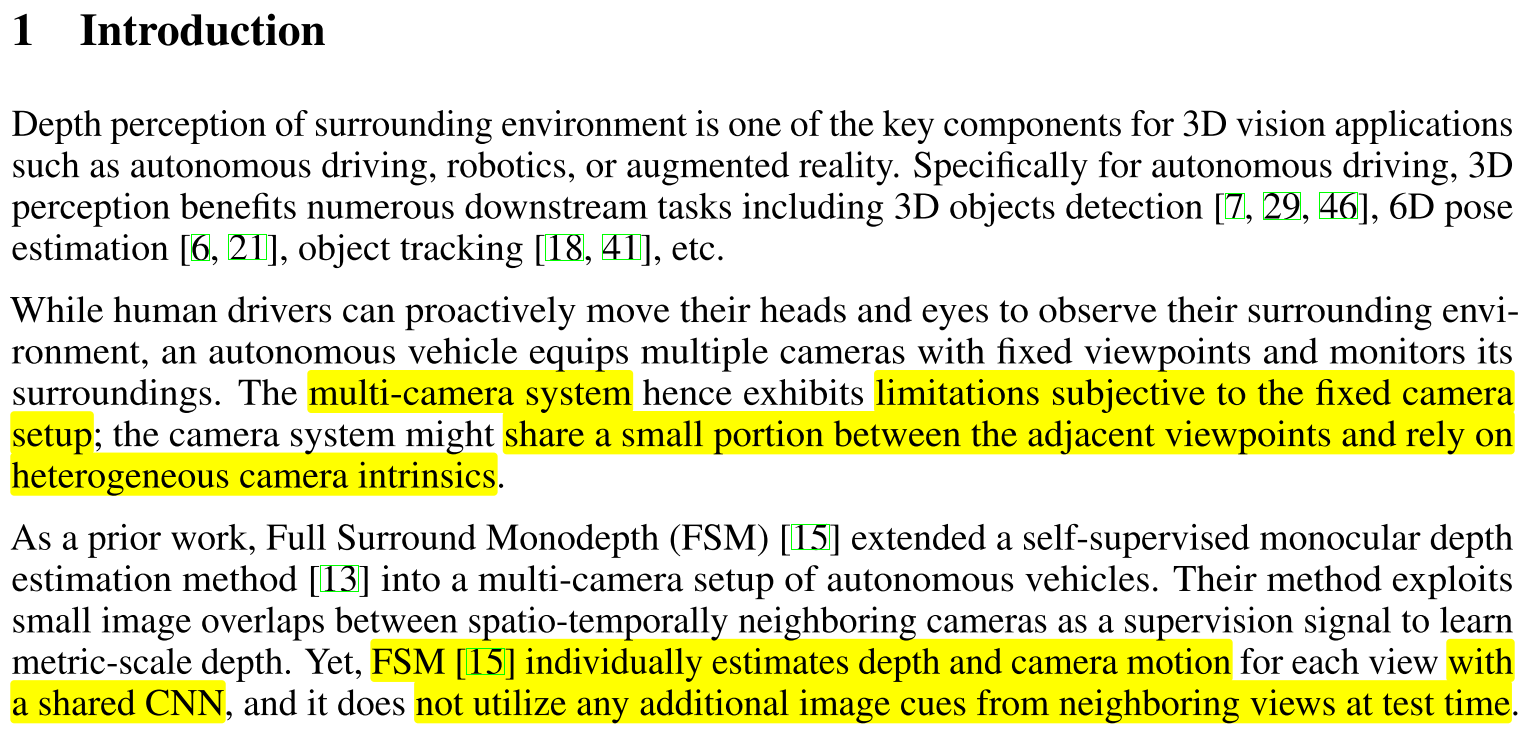 1 Introduction
Depth perception of surrounding environment is one of the key components for 3D vision applications
such as autonomous driving, robotics, or augmented reality. Specifically for autonomous driving, 3D
perception benefits numerous downstream tasks including 3D objects detection [7, 29, 46], 6D pose
estimation [6, 21], object tracking [18, 41], etc.
While human drivers can proactively move their heads and eyes to observe their surrounding envi-
ronment, an autonomous vehicle equips multiple cameras with fixed viewpoints and monitors its
surroundings. The multi-camera system hence exhibits limitations subjective to the fixed camera
setup; the camera system might share a small portion between the adjacent viewpoints and rely on
heterogeneous camera intrinsics.
As a prior work, Full Surround Monodepth (FSM) [15] extended a self-supervised monocular depth
estimation method [13] into a multi-camera setup of autonomous vehicles. Their method exploits
small image overlaps between spatio-temporally neighboring cameras as a supervision signal to learn
metric-scale depth. Yet, FSM [15] individually estimates depth and camera motion for each view with
a shared CNN, and it does not utilize any additional image cues from neighboring views at test time.